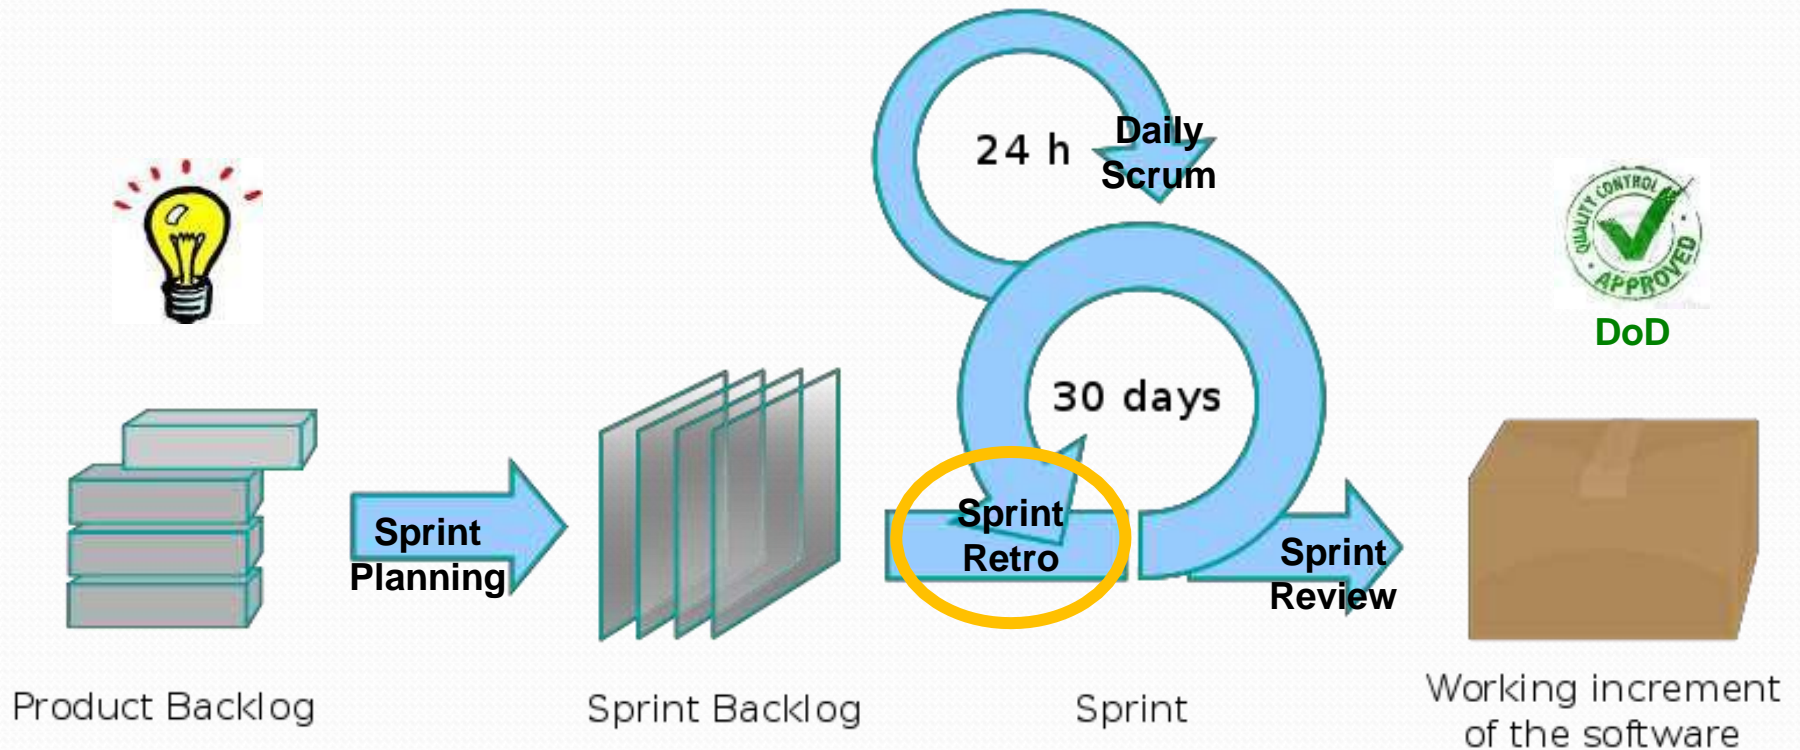 24 h
Daily
Scrum
QUALITY CONTROL
APPROVED
DoD
30 days
Sprint
Planning
Sprint
Retro
Sprint
Review
Product Backlog
Sprint Backlog
Sprint
Working increment
of the software